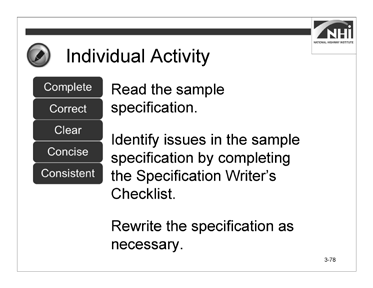 NHI
NATIONAL HIGHWAY INSTITUTE
Individual Activity
Complete
Correct
Clear
Concise
Consistent
Read the sample
specification.
Identify issues in the sample
specification by completing
the Specification Writer's
Checklist.
Rewrite the specification as
necessary.
3-78